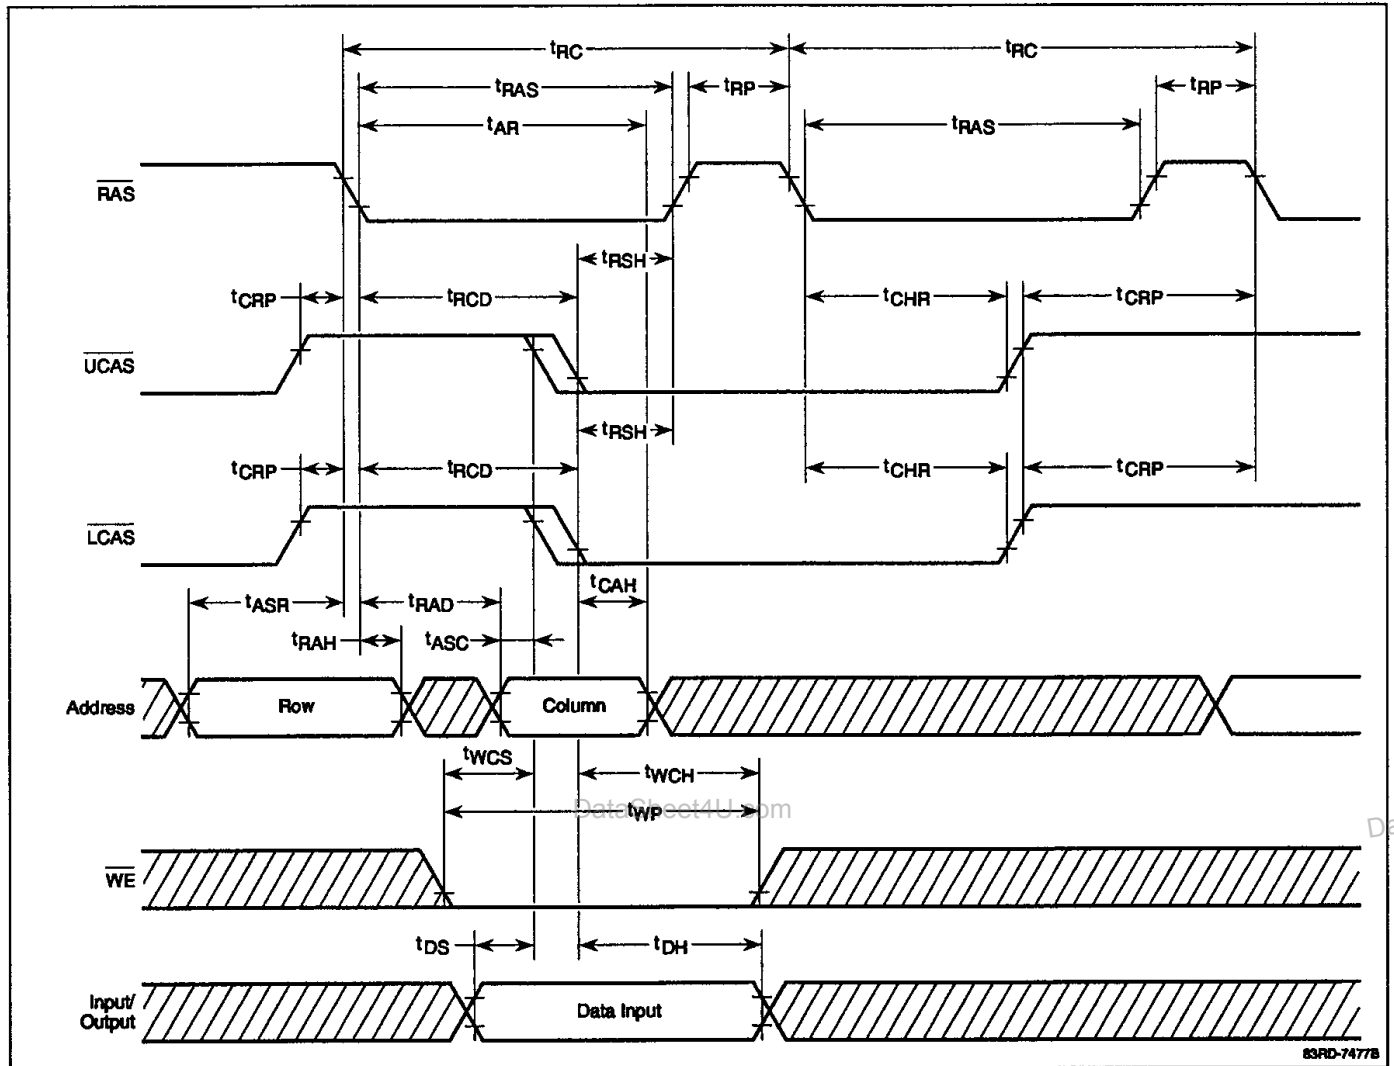 tRC tRC
tRAS tRP tRP
tAR tRAS
RAS
tRSH
tCRP tRCD tCHR tCRP
UCAS
tRSH
tCRP tRCD tCHR tCRP
LCAS
tCAH
tASR tRAD
tRAH tASC
Address Row Column
tWCS tWCH
DataSheet4U.com
tWP
Da
WE
tDS tDH
Input/
Output
Data Input
83RD-7477B